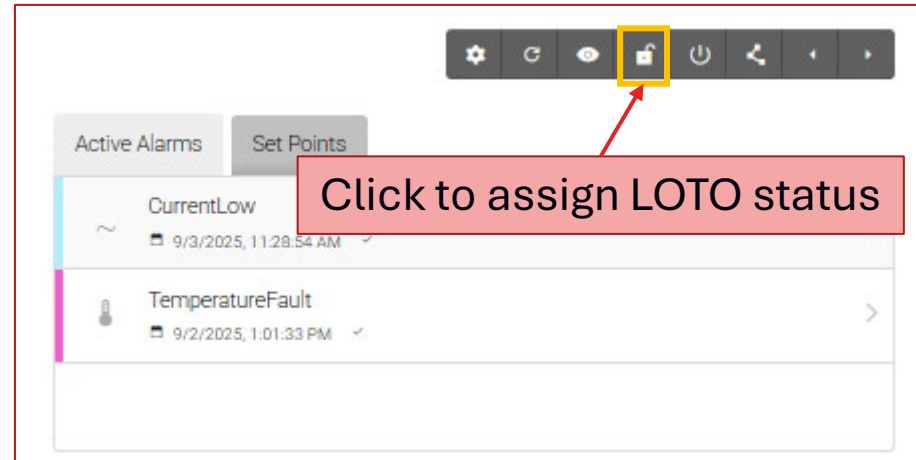 Active Alarms
Set Points
Click to assign LOTO status
CurrentLow
9/3/2025, 11:28:54 AM
TemperatureFault
9/2/2025, 1:01:33 PM